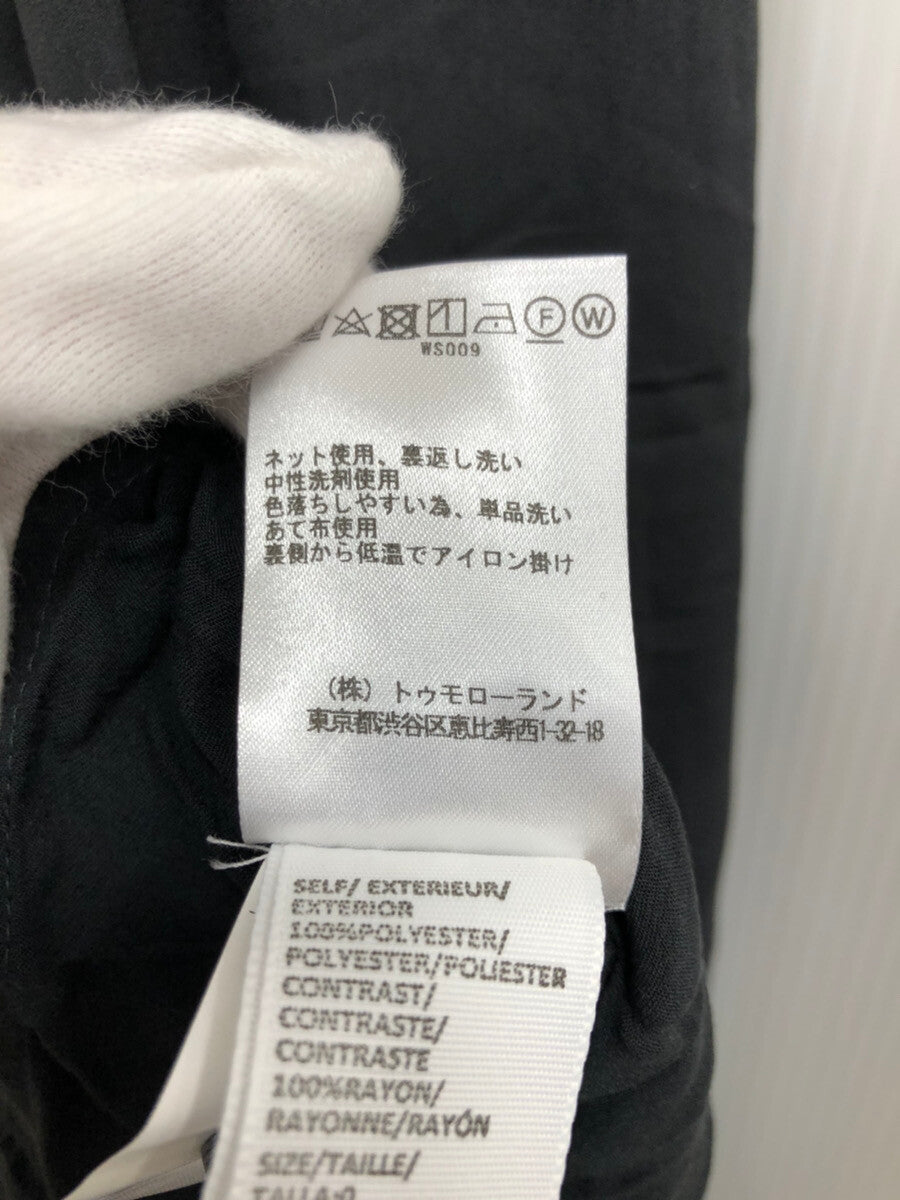 F W
WS009
ネット使用、裏返し洗い
中性洗剤使用
色落ちしやすい為、単品洗い
あて布使用
裏側から低温でアイロン掛け
(株)トゥモローランド
東京都渋谷区恵比寿西1-32-18
SELF/ EXTERIEUR/
EXTERIOR
100%POLYESTER/
POLYESTER/POLIESTER
CONTRAST/
CONTRASTE/
CONTRASTE
100%RAYON/
RAYONNE/RAYÓN
SIZE/TAILLE/
TALLA:0